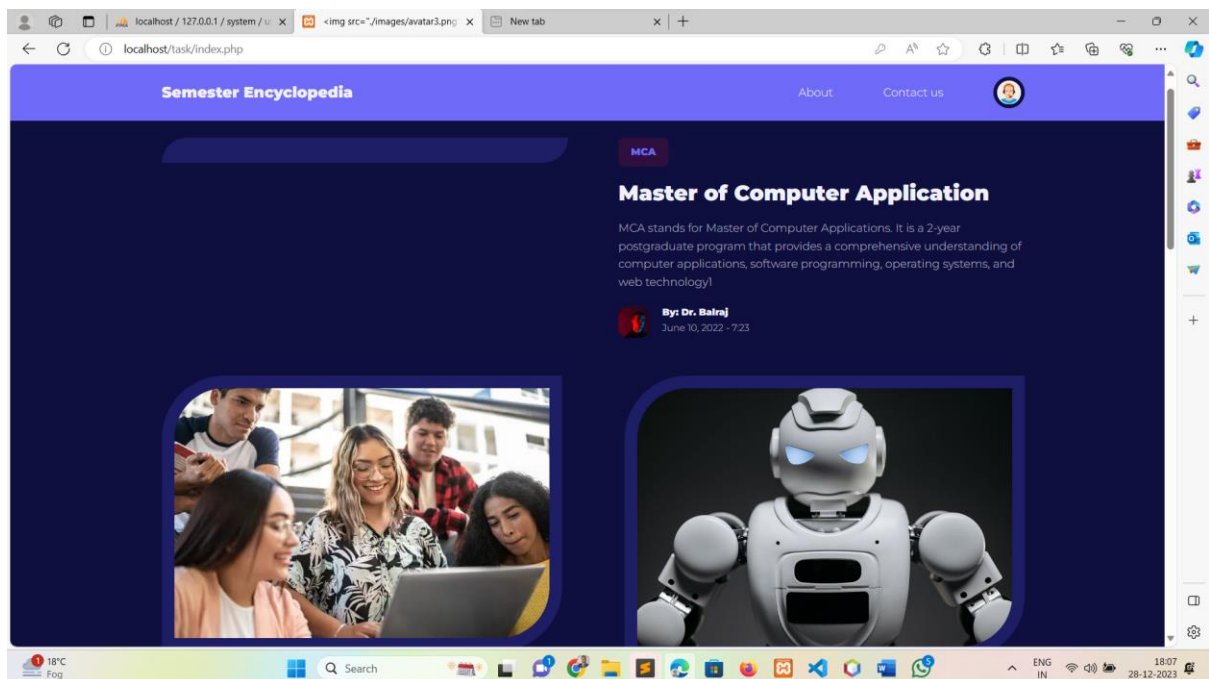 localhost / 127.0.0.1 / system / u
<img src="./images/avatar3.png
New tab
localhost/task/index.php
Semester Encyclopedia
About
Contact us
MCA
Master of Computer Application
MCA stands for Master of Computer Applications. It is a 2-year
postgraduate program that provides a comprehensive understanding of
computer applications, software programming, operating systems, and
web technology1
By: Dr. Balraj
June 10, 2022 - 7:23
1
18°C
Fog
Search
ENG
IN
18:07
28-12-2023